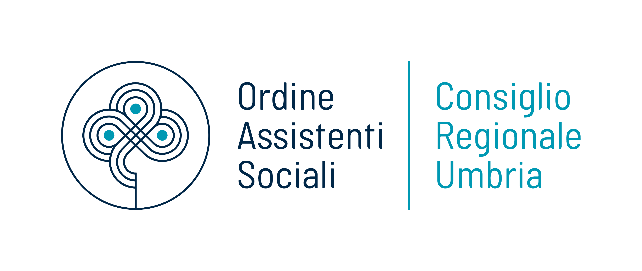 Ordine
Assistenti
Sociali
Consiglio
Regionale
Umbria